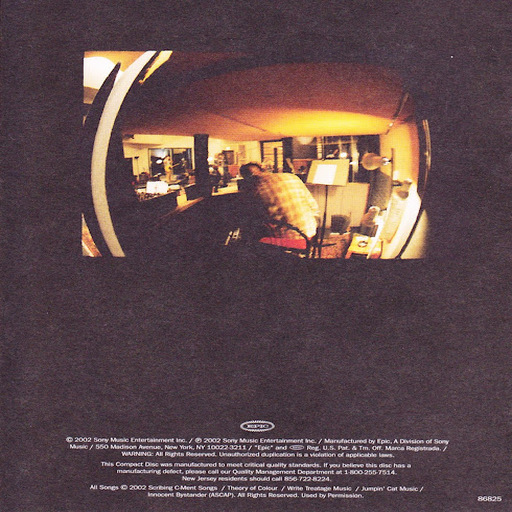 EPIC
© 2002 Sony Music Entertainment Inc. / ℗ 2002 Sony Music Entertainment Inc. / Manufactured by Epic, A Division of Sony
Music / 550 Madison Avenue, New York, NY 10022-3211 / "Epic" and Reg. U.S. Pat. & Tm. Off. Marca Registrada. /
WARNING: All Rights Reserved. Unauthorized duplication is a violation of applicable laws.
This Compact Disc was manufactured to meet critical quality standards. If you believe this disc has a
manufacturing defect, please call our Quality Management Department at 1-800-255-7514.
New Jersey residents should call 856-722-8224.
All Songs © 2002 Scribing C-Ment Songs / Theory of Colour / Write Treatage Music / Jumpin' Cat Music /
Innocent Bystander (ASCAP). All Rights Reserved. Used by Permission.
86825